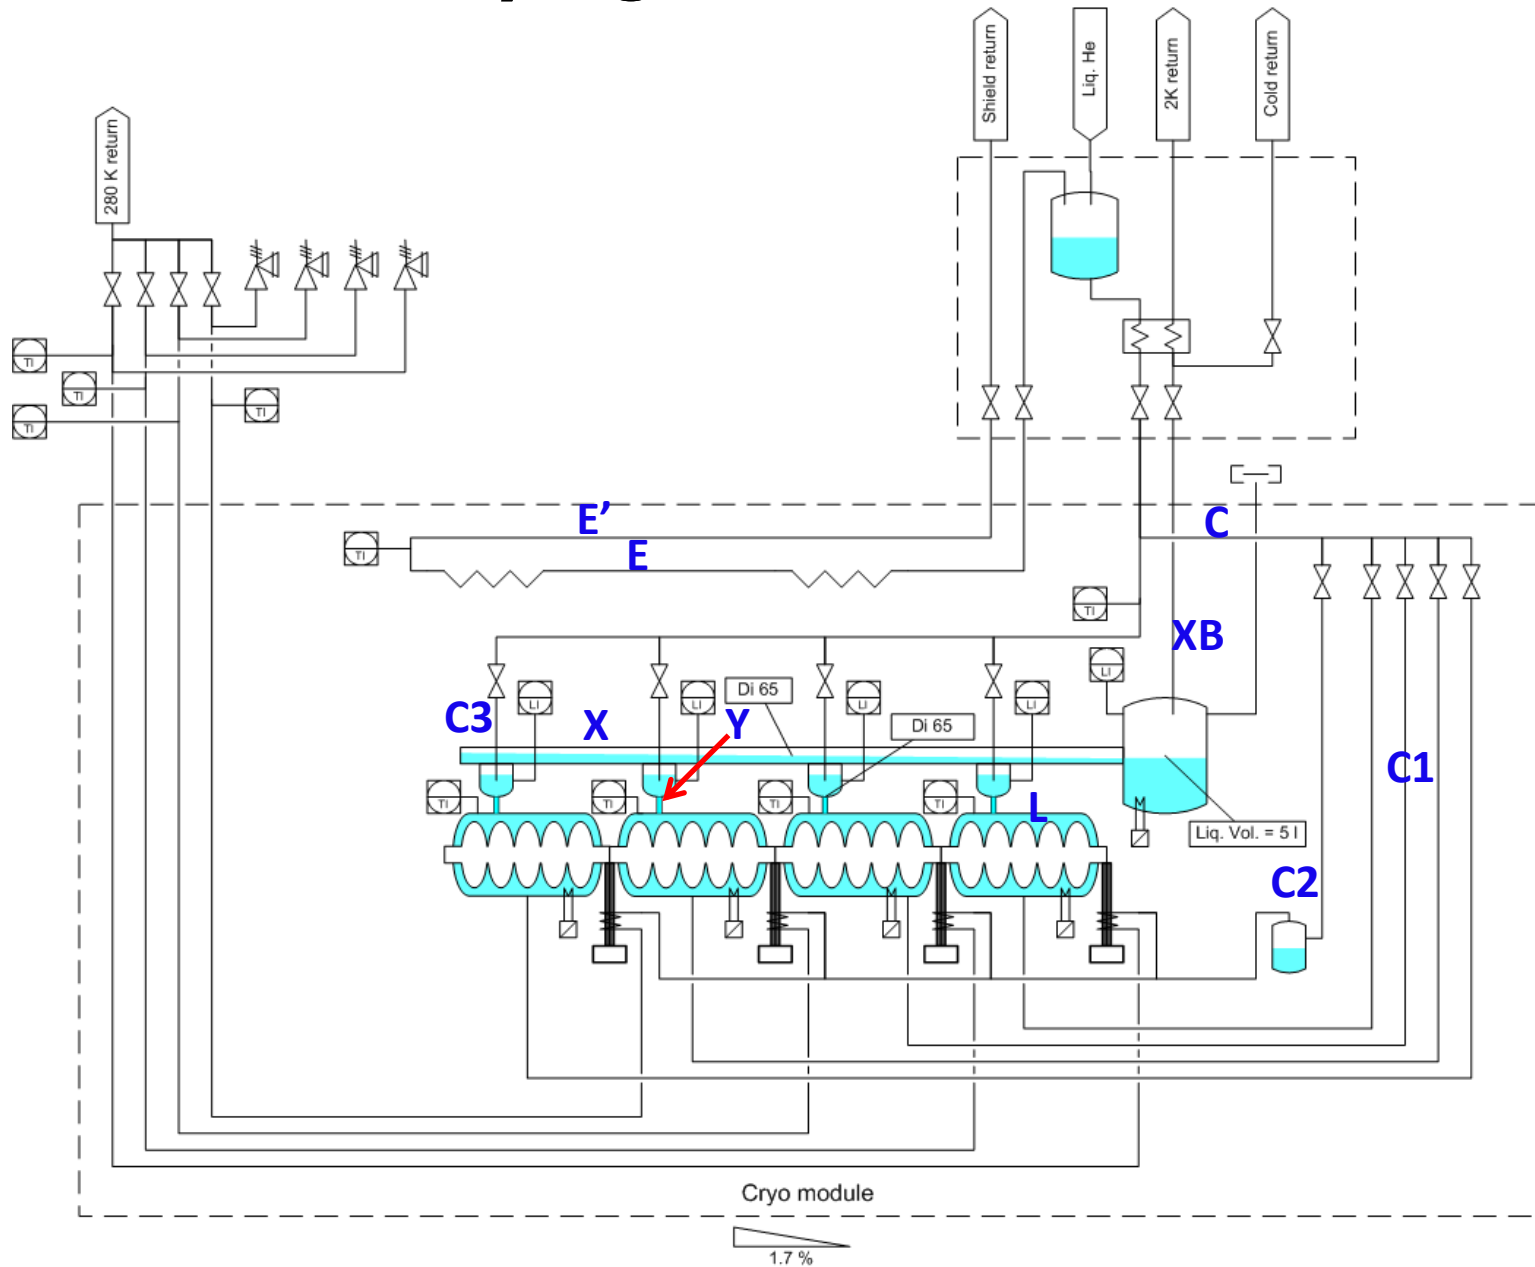 Shield return
Liq. He
2K return
Cold return
280 K return
TI
TI
TI
TI
E’
E
TI
C
TI
XB
LI
C3
X
LI
LI
Di 65
Y
Di 65
LI
LI
TI
TI
TI
TI
L
C1
Liq. Vol. = 5 l
C2
Cryo module
1.7 %